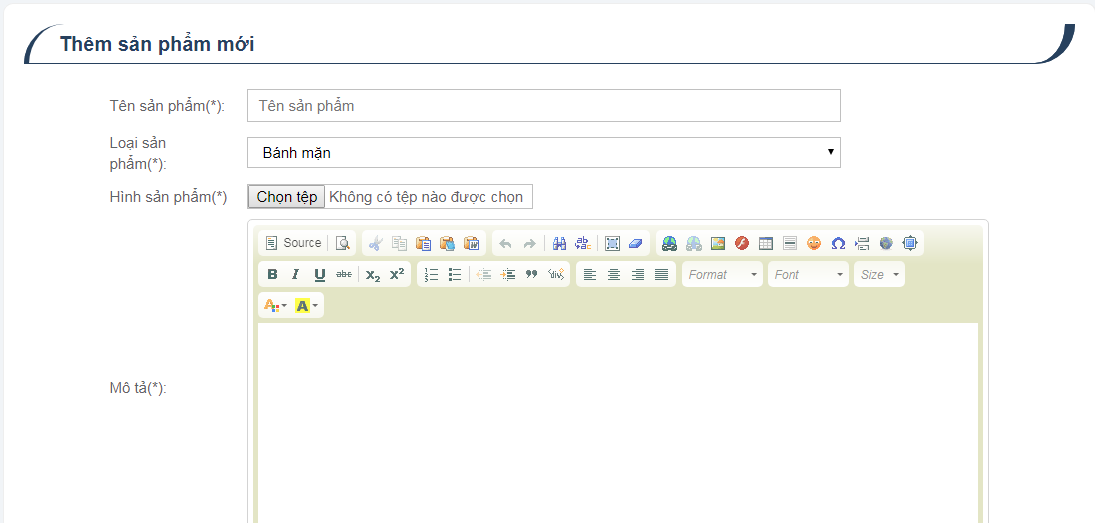 Thêm sản phẩm mới
Tên sản phẩm(*): Tên sản phẩm
Loại sản
phẩm(*): Bánh mặn
Hình sản phẩm(*) Chọn tệp Không có tệp nào được chọn
Source
B I U abc x₂ x² Format Font Size
A A
Mô tả(*):